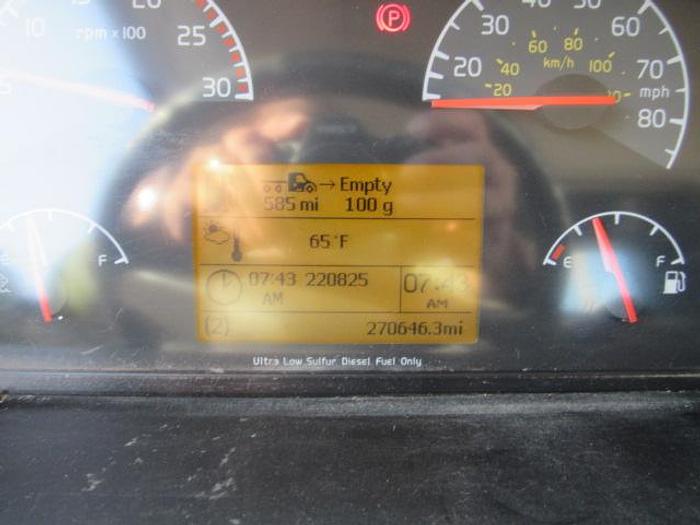 10 20 25 30
rpm x100
P
20 40 50 60 70 80
mph
20 40 60 80 100
km/h
→ Empty
585 mi 100 g
65°F
07:43 220825 07:43
AM AM
(2) 270646.3mi
E F
E F
Ultra Low Sulfur Diesel Fuel Only